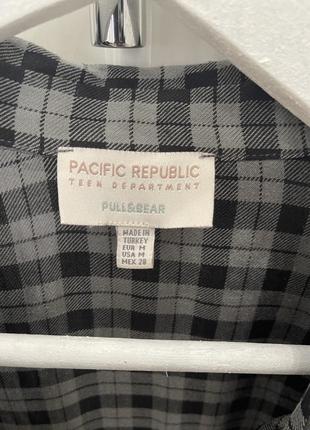 PACIFIC REPUBLIC
TEEN DEPARTMENT
PULL&BEAR
MADE IN
TURKEY
EUR M
USA M
MEX 28